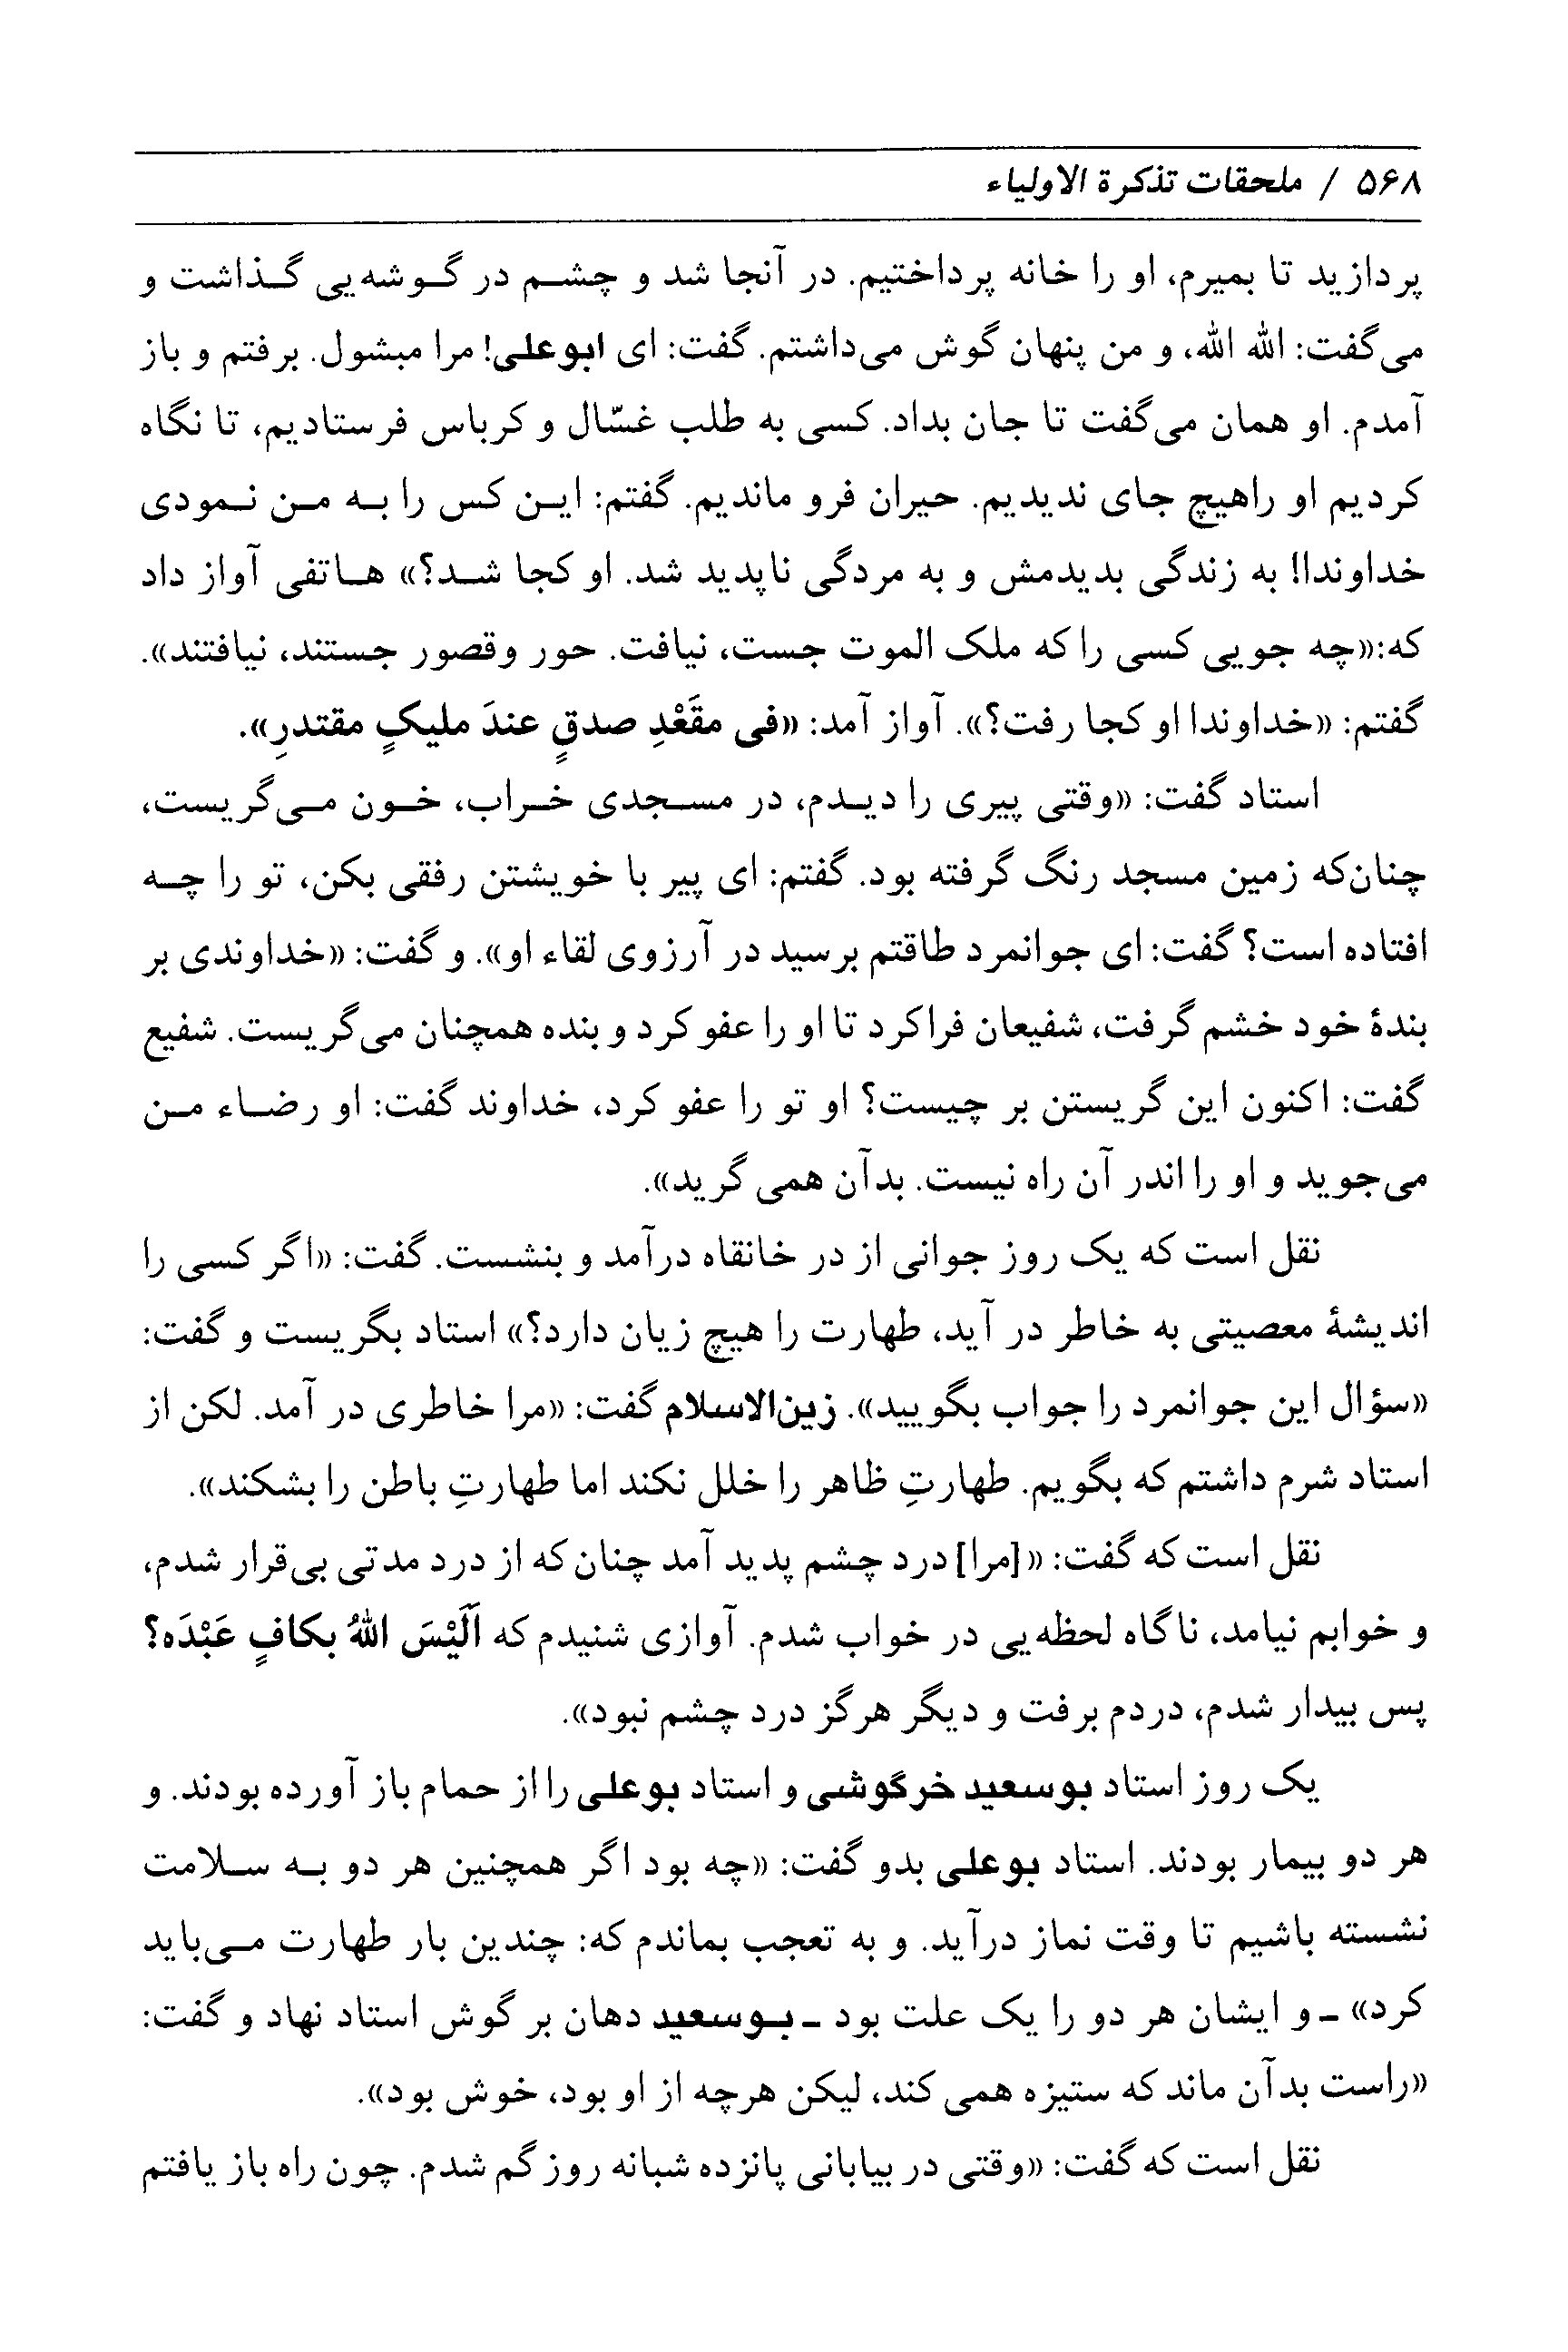 ۵۶۸ / ملحقات تذکرة الاولیاء
پردازید تا بمیرم، او را خانه پرداختیم. در آنجا شد و چشم در گوشه‌یی گذاشت و
می‌گفت: الله الله، و من پنهان گوش می‌داشتم. گفت: ای ابوعلی! مرا مبشول. برفتم و باز
آمدم. او همان می‌گفت تا جان بداد. کسی به طلب غسّال و کرباس فرستادیم، تا نگاه
کردیم او راهیچ جای ندیدیم. حیران فرو ماندیم. گفتم: این کس را به من نمودی
خداوندا! به زندگی بدیدمش و به مردگی ناپدید شد. او کجا شد؟» هاتفی آواز داد
که:«چه جویی کسی را که ملک الموت جست، نیافت. حور وقصور جستند، نیافتند».
گفتم: «خداوندا او کجا رفت؟». آواز آمد: «فی مقَعْدِ صدقٍ عندَ ملیکٍ مقتدرِ».
استاد گفت: «وقتی پیری را دیدم، در مسجدی خراب، خون می‌گریست،
چنان‌که زمین مسجد رنگ گرفته بود. گفتم: ای پیر با خویشتن رفقی بکن، تو را چه
افتاده است؟ گفت: ای جوانمرد طاقتم برسید در آرزوی لقاء او». و گفت: «خداوندی بر
بندهٔ خود خشم گرفت، شفیعان فراکرد تا او را عفو کرد و بنده همچنان می‌گریست. شفیع
گفت: اکنون این گریستن بر چیست؟ او تو را عفو کرد، خداوند گفت: او رضاء من
می‌جوید و او را اندر آن راه نیست. بدآن همی گرید».
نقل است که یک روز جوانی از در خانقاه درآمد و بنشست. گفت: «اگر کسی را
اندیشهٔ معصیتی به خاطر در آید، طهارت را هیچ زیان دارد؟» استاد بگریست و گفت:
«سؤال این جوانمرد را جواب بگویید». زین‌الاسلام گفت: «مرا خاطری در آمد. لکن از
استاد شرم داشتم که بگویم. طهارتِ ظاهر را خلل نکند اما طهارتِ باطن را بشکند».
نقل است که گفت: «[مرا] درد چشم پدید آمد چنان‌که از درد مدتی بی‌قرار شدم،
و خوابم نیامد، ناگاه لحظه‌یی در خواب شدم. آوازی شنیدم که اَلَیْسَ اللهُ بکافٍ عَبْدَه؟
پس بیدار شدم، دردم برفت و دیگر هرگز درد چشم نبود».
یک روز استاد بوسعید خرگوشی و استاد بوعلی را از حمام باز آورده بودند. و
هر دو بیمار بودند. استاد بوعلی بدو گفت: «چه بود اگر همچنین هر دو به سلامت
نشسته باشیم تا وقت نماز درآید. و به تعجب بماندم که: چندین بار طهارت می‌باید
کرد» ـ و ایشان هر دو را یک علت بود ـ بوسعید دهان بر گوش استاد نهاد و گفت:
«راست بدآن ماند که ستیزه همی کند، لیکن هرچه از او بود، خوش بود».
نقل است که گفت: «وقتی در بیابانی پانزده شبانه روز گم شدم. چون راه باز یافتم